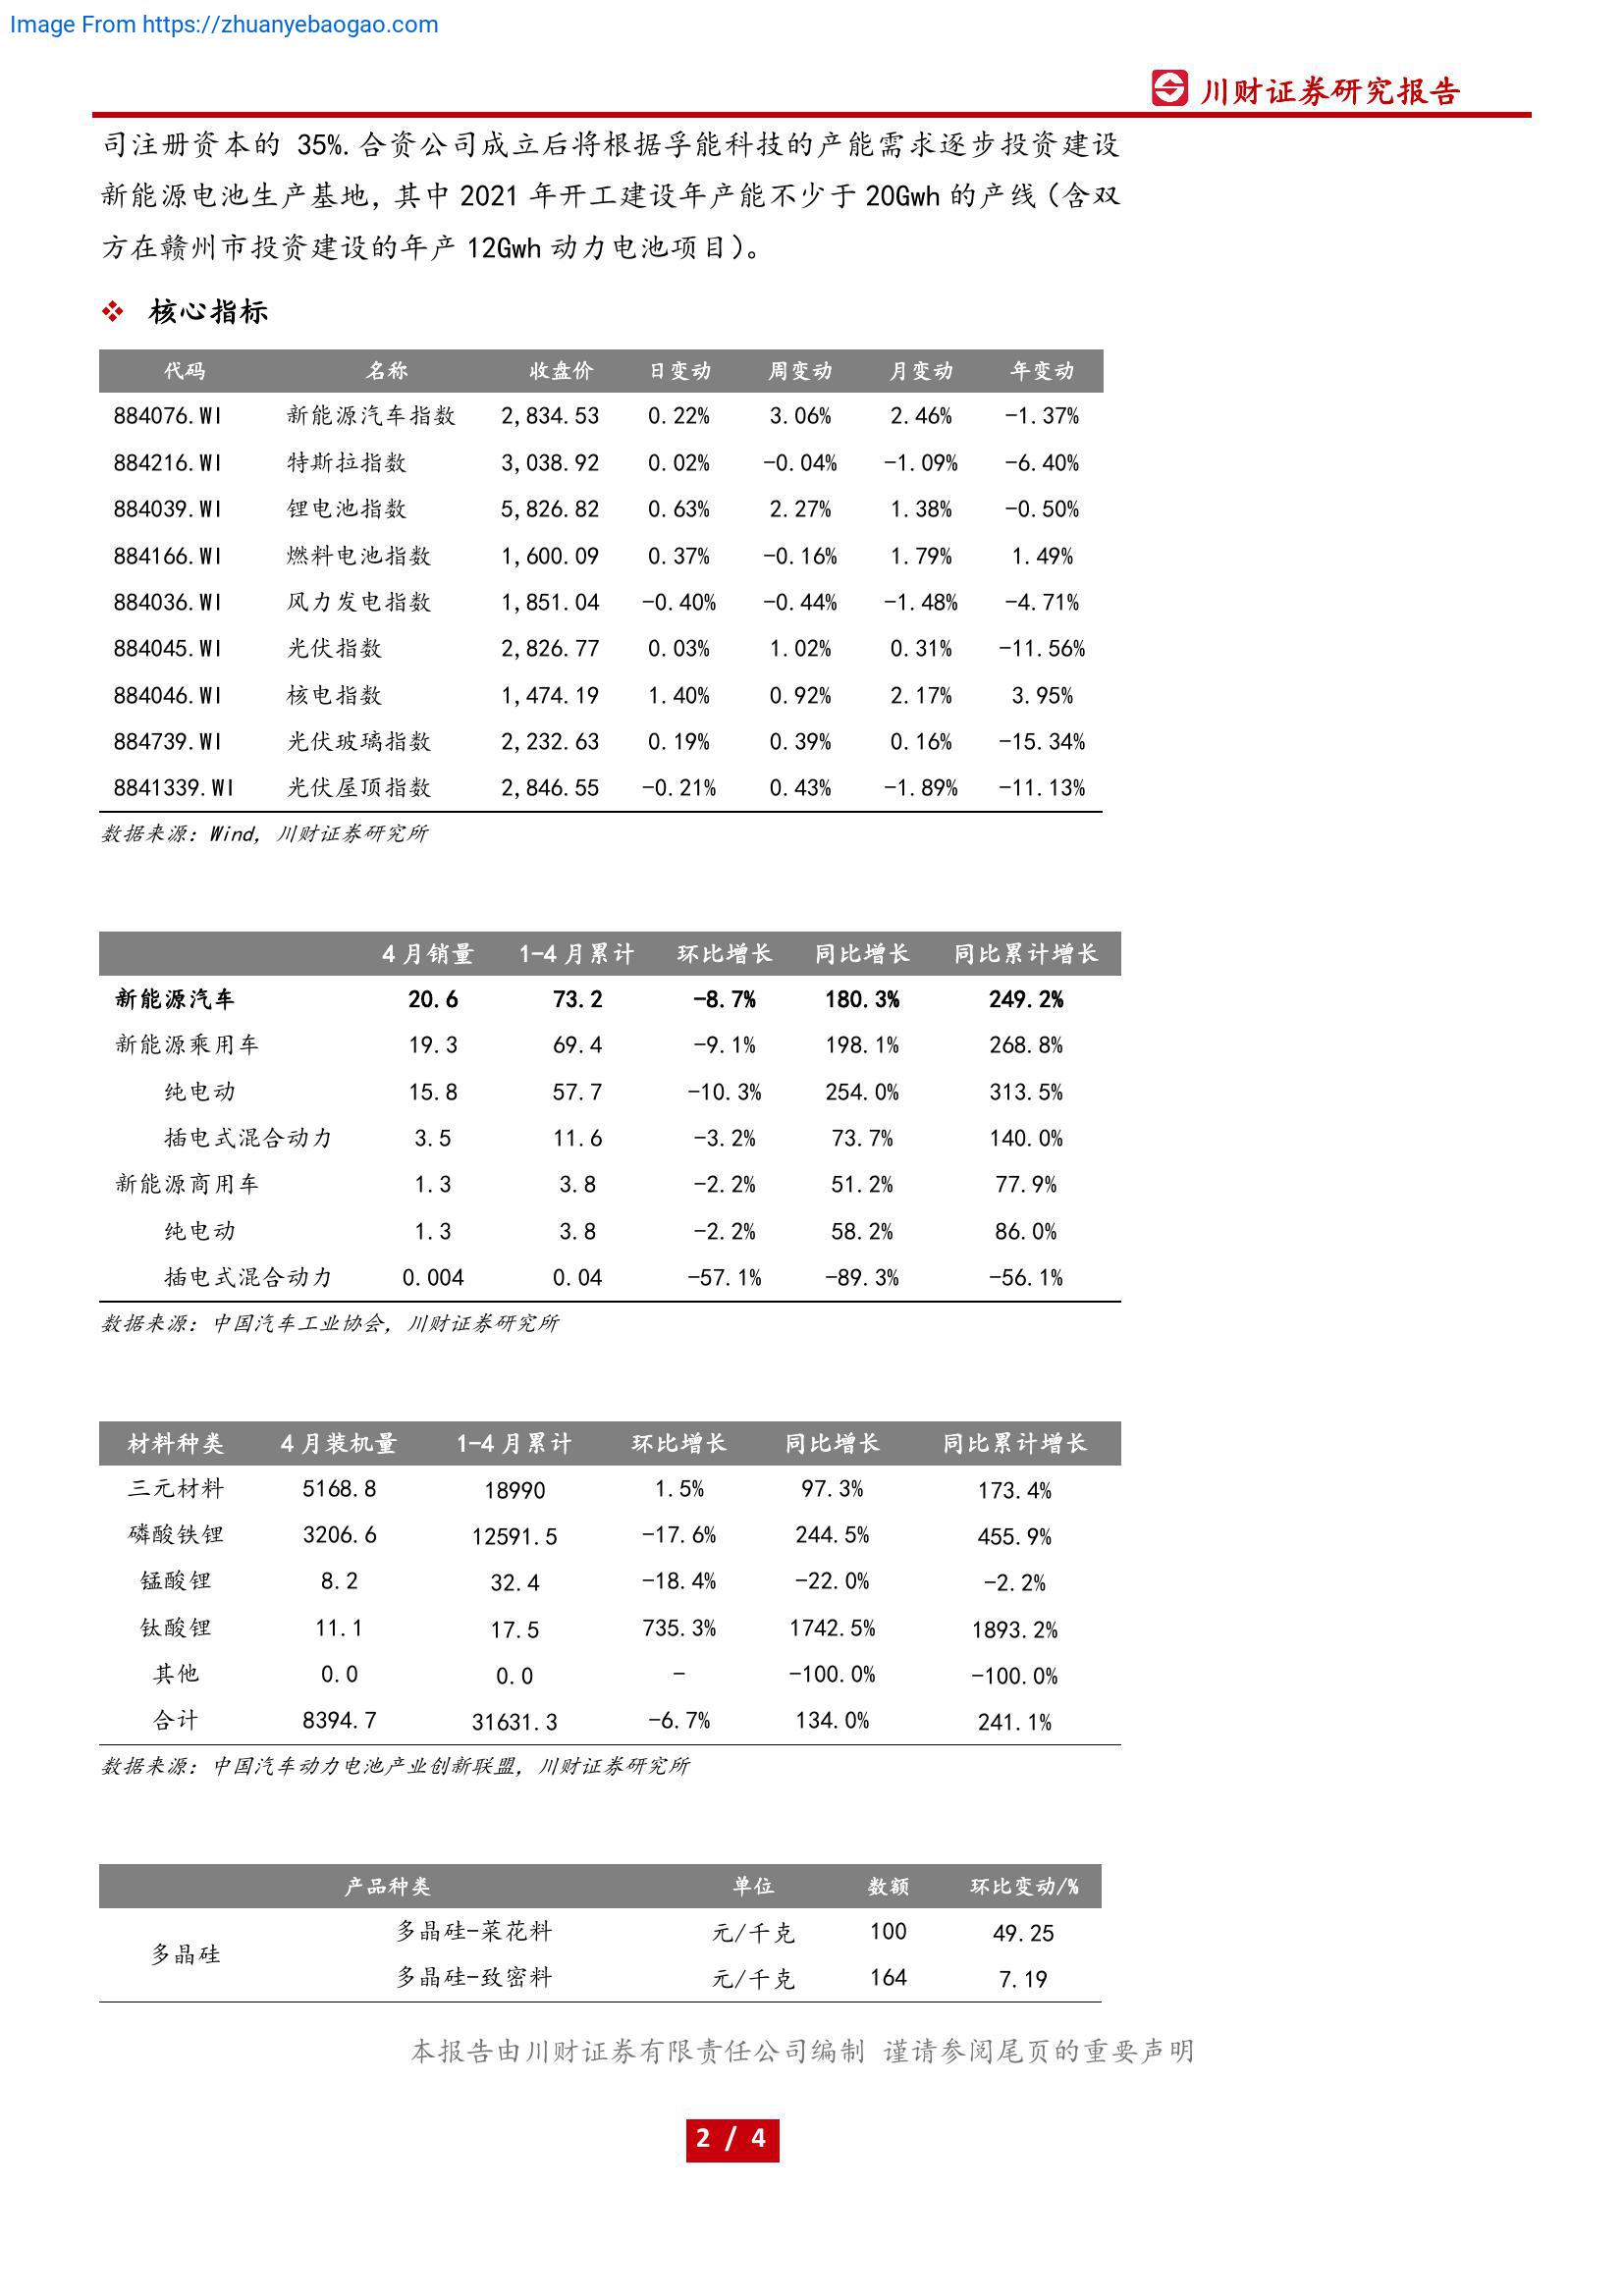 Image From https://zhuanyebaogao.com
川财证券研究报告
司注册资本的 35%.合资公司成立后将根据孚能科技的产能需求逐步投资建设
新能源电池生产基地，其中 2021 年开工建设年产能不少于 20Gwh 的产线（含双
方在赣州市投资建设的年产 12Gwh 动力电池项目）。
❖ 核心指标
代码 名称 收盘价 日变动 周变动 月变动 年变动
884076.WI 新能源汽车指数 2,834.53 0.22% 3.06% 2.46% -1.37%
884216.WI 特斯拉指数 3,038.92 0.02% -0.04% -1.09% -6.40%
884039.WI 锂电池指数 5,826.82 0.63% 2.27% 1.38% -0.50%
884166.WI 燃料电池指数 1,600.09 0.37% -0.16% 1.79% 1.49%
884036.WI 风力发电指数 1,851.04 -0.40% -0.44% -1.48% -4.71%
884045.WI 光伏指数 2,826.77 0.03% 1.02% 0.31% -11.56%
884046.WI 核电指数 1,474.19 1.40% 0.92% 2.17% 3.95%
884739.WI 光伏玻璃指数 2,232.63 0.19% 0.39% 0.16% -15.34%
8841339.WI 光伏屋顶指数 2,846.55 -0.21% 0.43% -1.89% -11.13%
数据来源：Wind，川财证券研究所
4 月销量 1-4 月累计 环比增长 同比增长 同比累计增长
新能源汽车 20.6 73.2 -8.7% 180.3% 249.2%
新能源乘用车 19.3 69.4 -9.1% 198.1% 268.8%
纯电动 15.8 57.7 -10.3% 254.0% 313.5%
插电式混合动力 3.5 11.6 -3.2% 73.7% 140.0%
新能源商用车 1.3 3.8 -2.2% 51.2% 77.9%
纯电动 1.3 3.8 -2.2% 58.2% 86.0%
插电式混合动力 0.004 0.04 -57.1% -89.3% -56.1%
数据来源：中国汽车工业协会，川财证券研究所
材料种类 4 月装机量 1-4 月累计 环比增长 同比增长 同比累计增长
三元材料 5168.8 18990 1.5% 97.3% 173.4%
磷酸铁锂 3206.6 12591.5 -17.6% 244.5% 455.9%
锰酸锂 8.2 32.4 -18.4% -22.0% -2.2%
钛酸锂 11.1 17.5 735.3% 1742.5% 1893.2%
其他 0.0 0.0 - -100.0% -100.0%
合计 8394.7 31631.3 -6.7% 134.0% 241.1%
数据来源：中国汽车动力电池产业创新联盟，川财证券研究所
产品种类 单位 数额 环比变动/%
多晶硅 多晶硅-菜花料 元/千克 100 49.25
多晶硅-致密料 元/千克 164 7.19
本报告由川财证券有限责任公司编制 谨请参阅尾页的重要声明
2 / 4